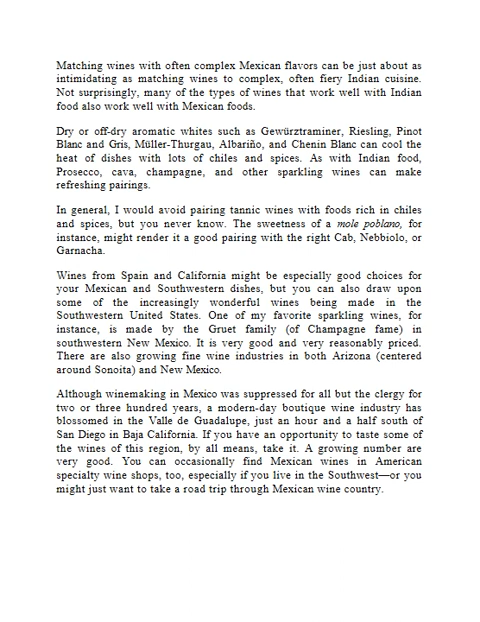 Matching wines with often complex Mexican flavors can be just about as
intimidating as matching wines to complex, often fiery Indian cuisine.
Not surprisingly, many of the types of wines that work well with Indian
food also work well with Mexican foods.
Dry or off-dry aromatic whites such as Gewürztraminer, Riesling, Pinot
Blanc and Gris, Müller-Thurgau, Albariño, and Chenin Blanc can cool the
heat of dishes with lots of chiles and spices. As with Indian food,
Prosecco, cava, champagne, and other sparkling wines can make
refreshing pairings.
In general, I would avoid pairing tannic wines with foods rich in chiles
and spices, but you never know. The sweetness of a mole poblano, for
instance, might render it a good pairing with the right Cab, Nebbiolo, or
Garnacha.
Wines from Spain and California might be especially good choices for
your Mexican and Southwestern dishes, but you can also draw upon
some of the increasingly wonderful wines being made in the
Southwestern United States. One of my favorite sparkling wines, for
instance, is made by the Gruet family (of Champagne fame) in
southwestern New Mexico. It is very good and very reasonably priced.
There are also growing fine wine industries in both Arizona (centered
around Sonoita) and New Mexico.
Although winemaking in Mexico was suppressed for all but the clergy for
two or three hundred years, a modern-day boutique wine industry has
blossomed in the Valle de Guadalupe, just an hour and a half south of
San Diego in Baja California. If you have an opportunity to taste some of
the wines of this region, by all means, take it. A growing number are
very good. You can occasionally find Mexican wines in American
specialty wine shops, too, especially if you live in the Southwest—or you
might just want to take a road trip through Mexican wine country.